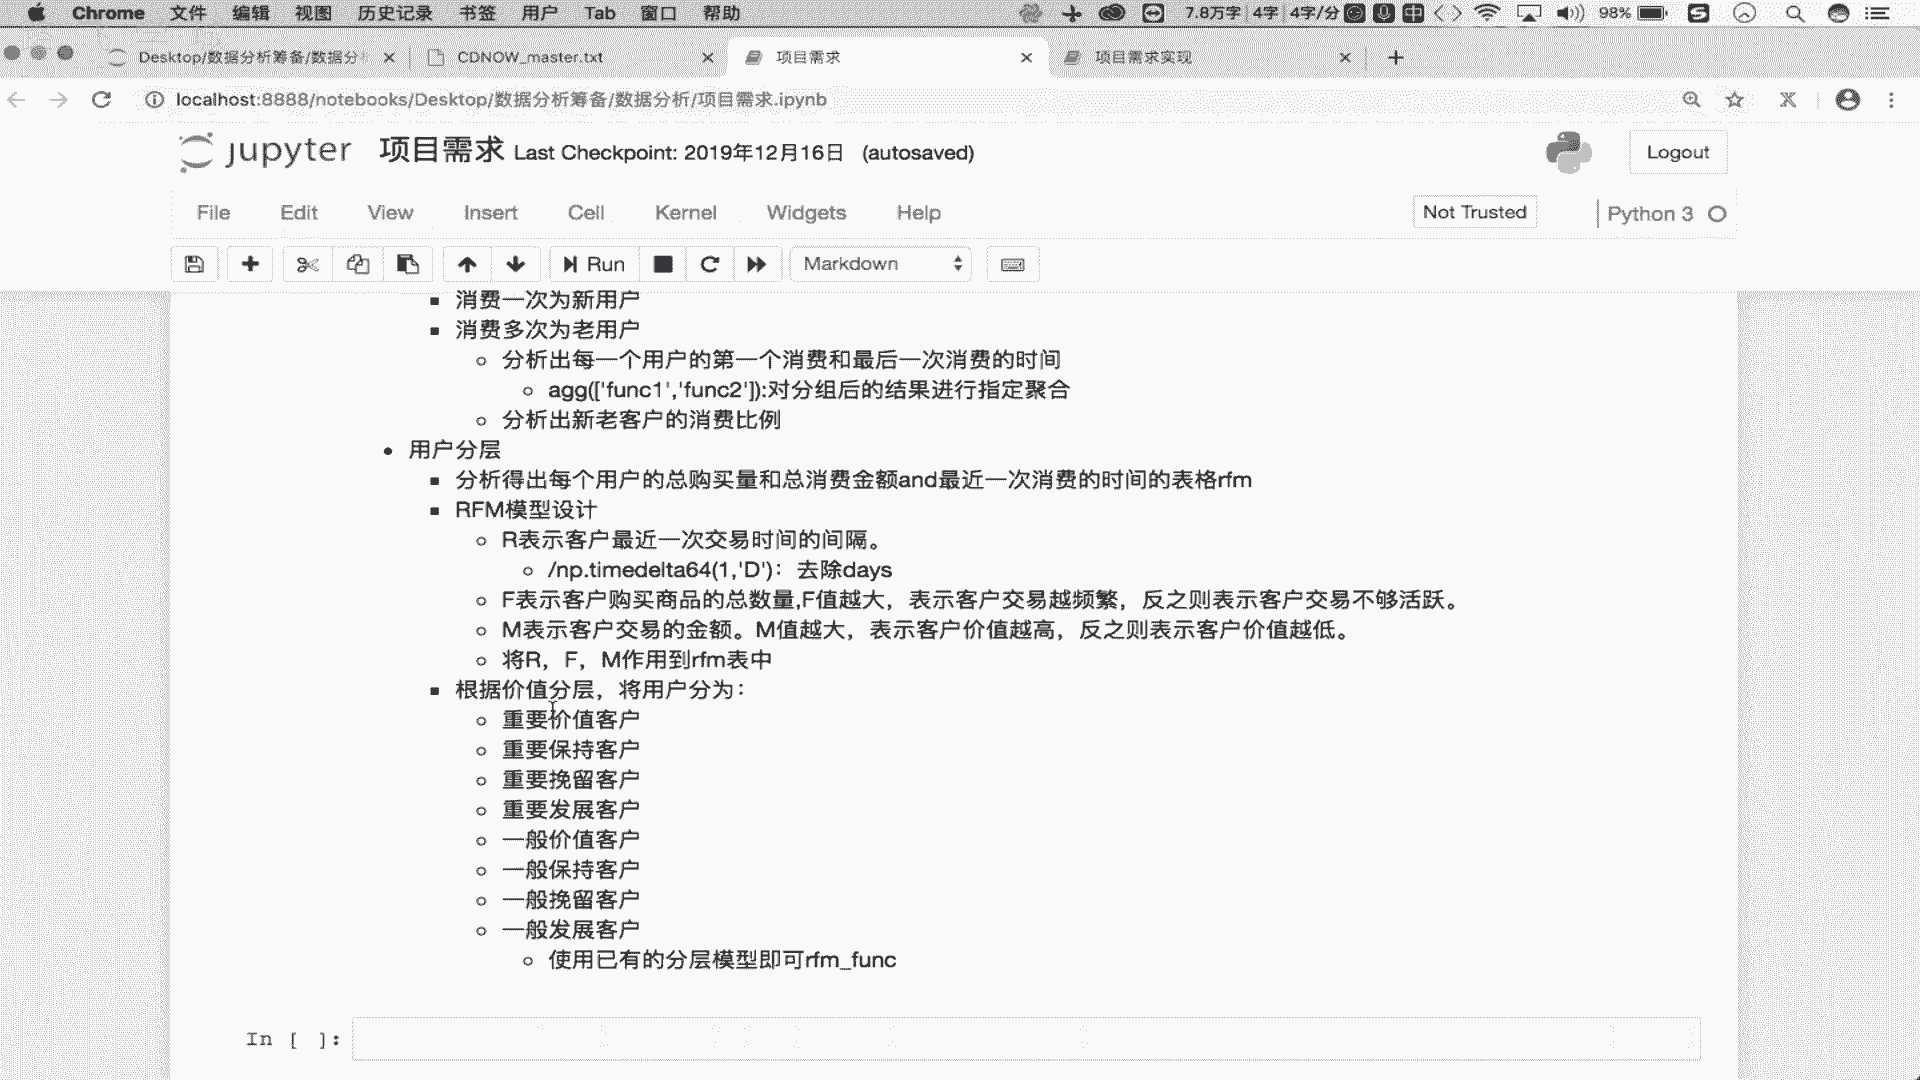 Chrome 文件 编辑 视图 历史记录 书签 用户 Tab 窗口 帮助 7.8万字 4字 4字/分 中 98%
Desktop/数据分析筹备/数据分 CDNOW_master.txt 项目需求 项目需求实现
localhost:8888/notebooks/Desktop/数据分析筹备/数据分析/项目需求.ipynb
jupyter 项目需求 Last Checkpoint: 2019年12月16日 (autosaved) Logout
File Edit View Insert Cell Kernel Widgets Help Not Trusted Python 3
Run Markdown
消费一次为新用户
消费多次为老用户
分析出每一个用户的第一个消费和最后一次消费的时间
agg(['func1','func2']):对分组后的结果进行指定聚合
分析出新老客户的消费比例
用户分层
分析得出每个用户的总购买量和总消费金额and最近一次消费的时间的表格rfm
RFM模型设计
R表示客户最近一次交易时间的间隔。
/np.timedelta64(1,'D')：去除days
F表示客户购买商品的总数量,F值越大，表示客户交易越频繁，反之则表示客户交易不够活跃。
M表示客户交易的金额。M值越大，表示客户价值越高，反之则表示客户价值越低。
将R，F，M作用到rfm表中
根据价值分层，将用户分为：
重要价值客户
重要保持客户
重要挽留客户
重要发展客户
一般价值客户
一般保持客户
一般挽留客户
一般发展客户
使用已有的分层模型即可rfm_func
In [ ]: